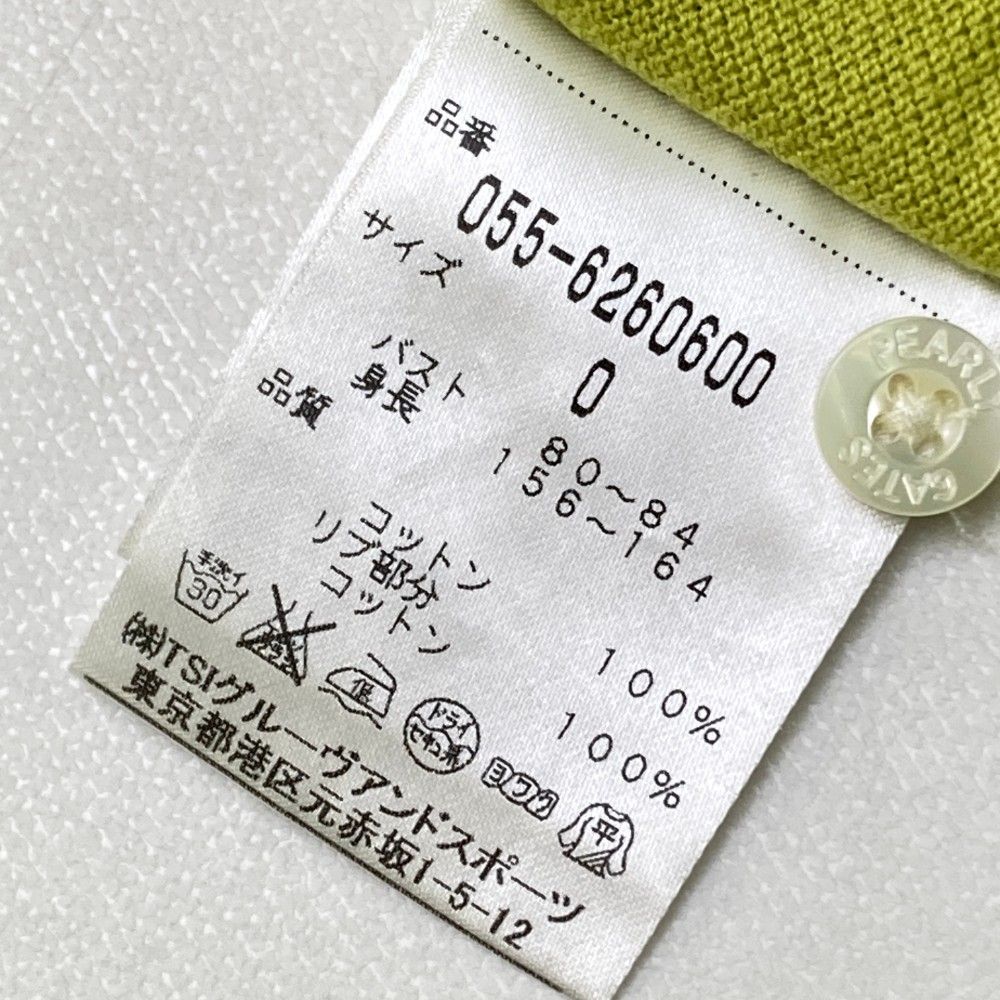 品番
055-6260600
サイズ
0
バスト 80〜84
身長 156〜164
品質
コットン 100%
リブ部分
コットン 100%
手洗イ
30
低
ドライ
セキユ系
ヨワク
平
(株)TSIグルーヴアンドスポーツ
東京都港区元赤坂1-5-12
PEARLY
GATES